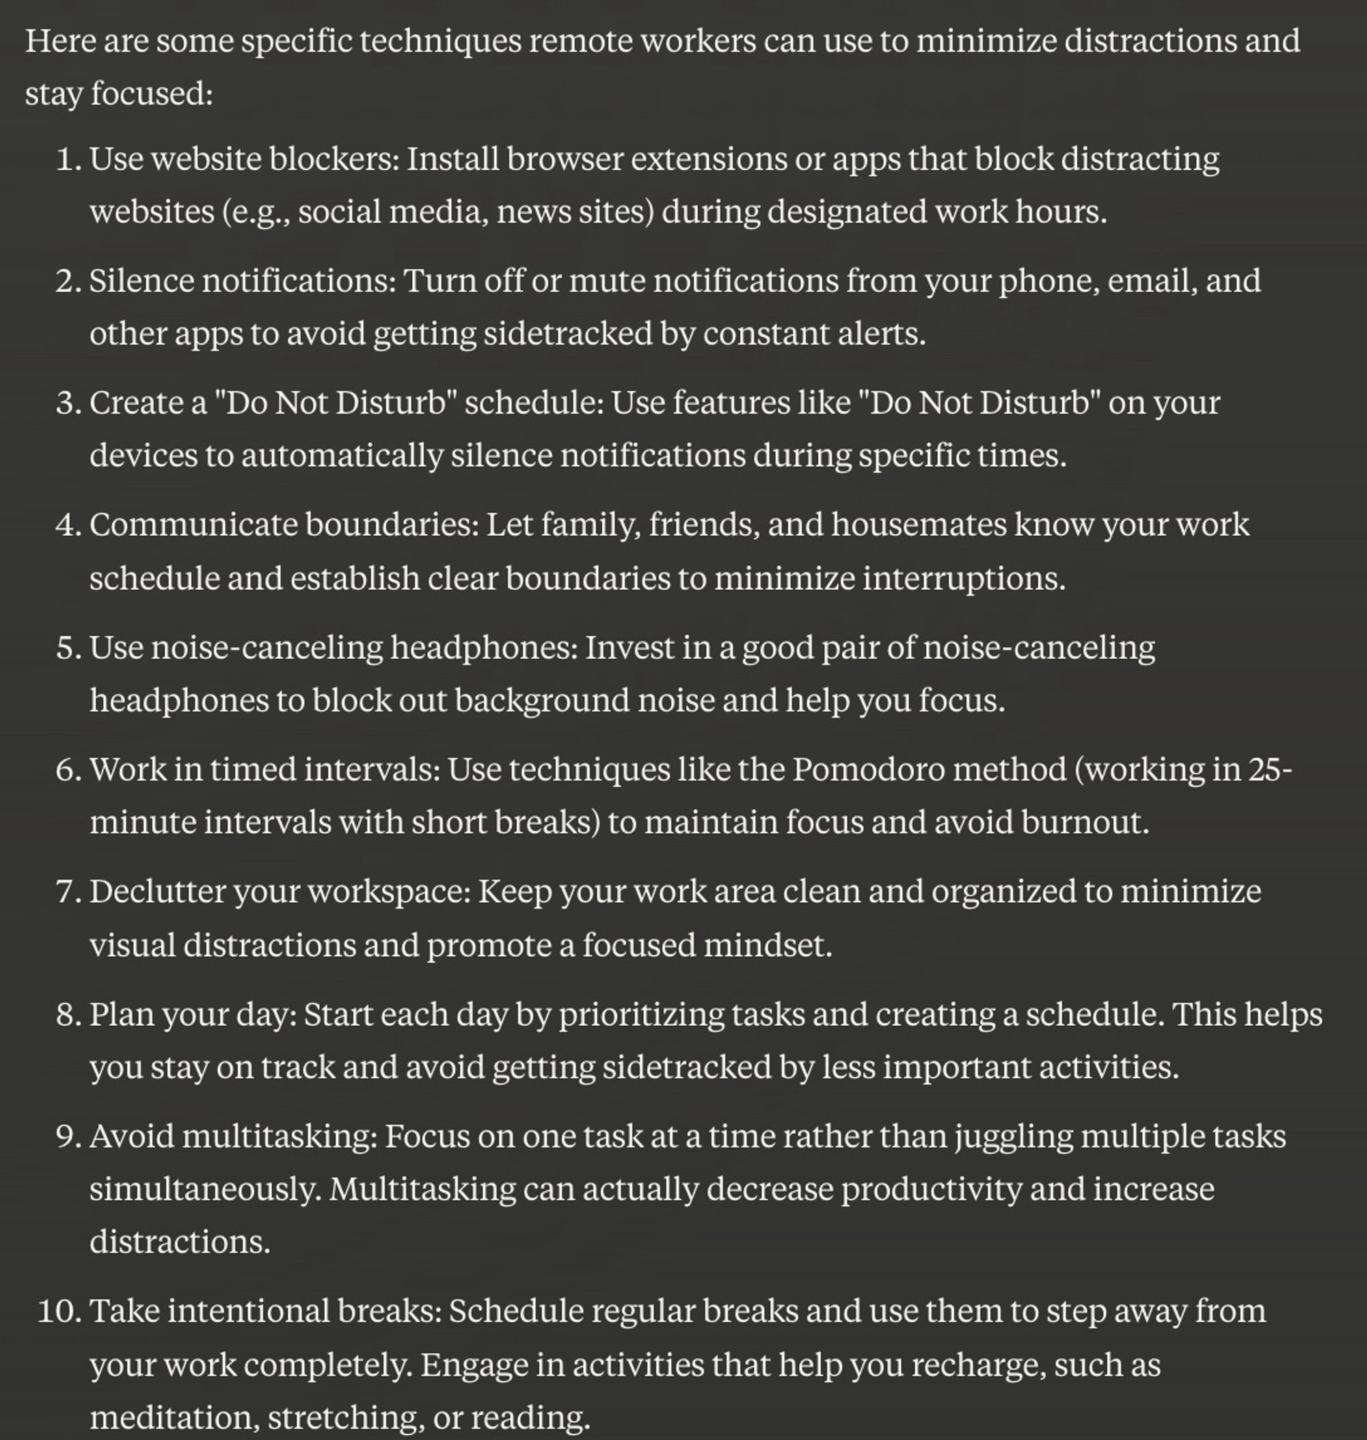 Here are some specific techniques remote workers can use to minimize distractions and
stay focused:
1. Use website blockers: Install browser extensions or apps that block distracting
websites (e.g., social media, news sites) during designated work hours.
2. Silence notifications: Turn off or mute notifications from your phone, email, and
other apps to avoid getting sidetracked by constant alerts.
3. Create a "Do Not Disturb" schedule: Use features like "Do Not Disturb" on your
devices to automatically silence notifications during specific times.
4. Communicate boundaries: Let family, friends, and housemates know your work
schedule and establish clear boundaries to minimize interruptions.
5. Use noise-canceling headphones: Invest in a good pair of noise-canceling
headphones to block out background noise and help you focus.
6. Work in timed intervals: Use techniques like the Pomodoro method (working in 25-
minute intervals with short breaks) to maintain focus and avoid burnout.
7. Declutter your workspace: Keep your work area clean and organized to minimize
visual distractions and promote a focused mindset.
8. Plan your day: Start each day by prioritizing tasks and creating a schedule. This helps
you stay on track and avoid getting sidetracked by less important activities.
9. Avoid multitasking: Focus on one task at a time rather than juggling multiple tasks
simultaneously. Multitasking can actually decrease productivity and increase
distractions.
10. Take intentional breaks: Schedule regular breaks and use them to step away from
your work completely. Engage in activities that help you recharge, such as
meditation, stretching, or reading.